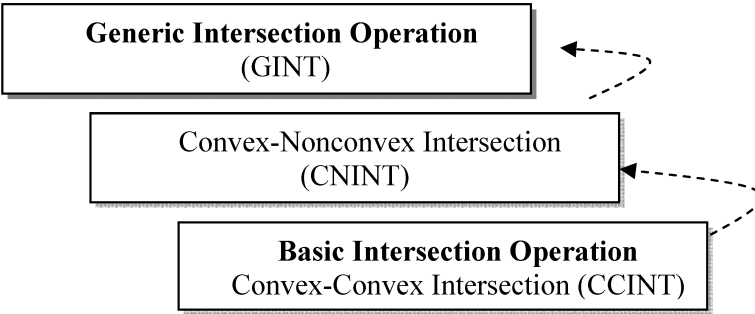 Generic Intersection Operation
(GINT)
Convex-Nonconvex Intersection
(CNINT)
Basic Intersection Operation
Convex-Convex Intersection (CCINT)